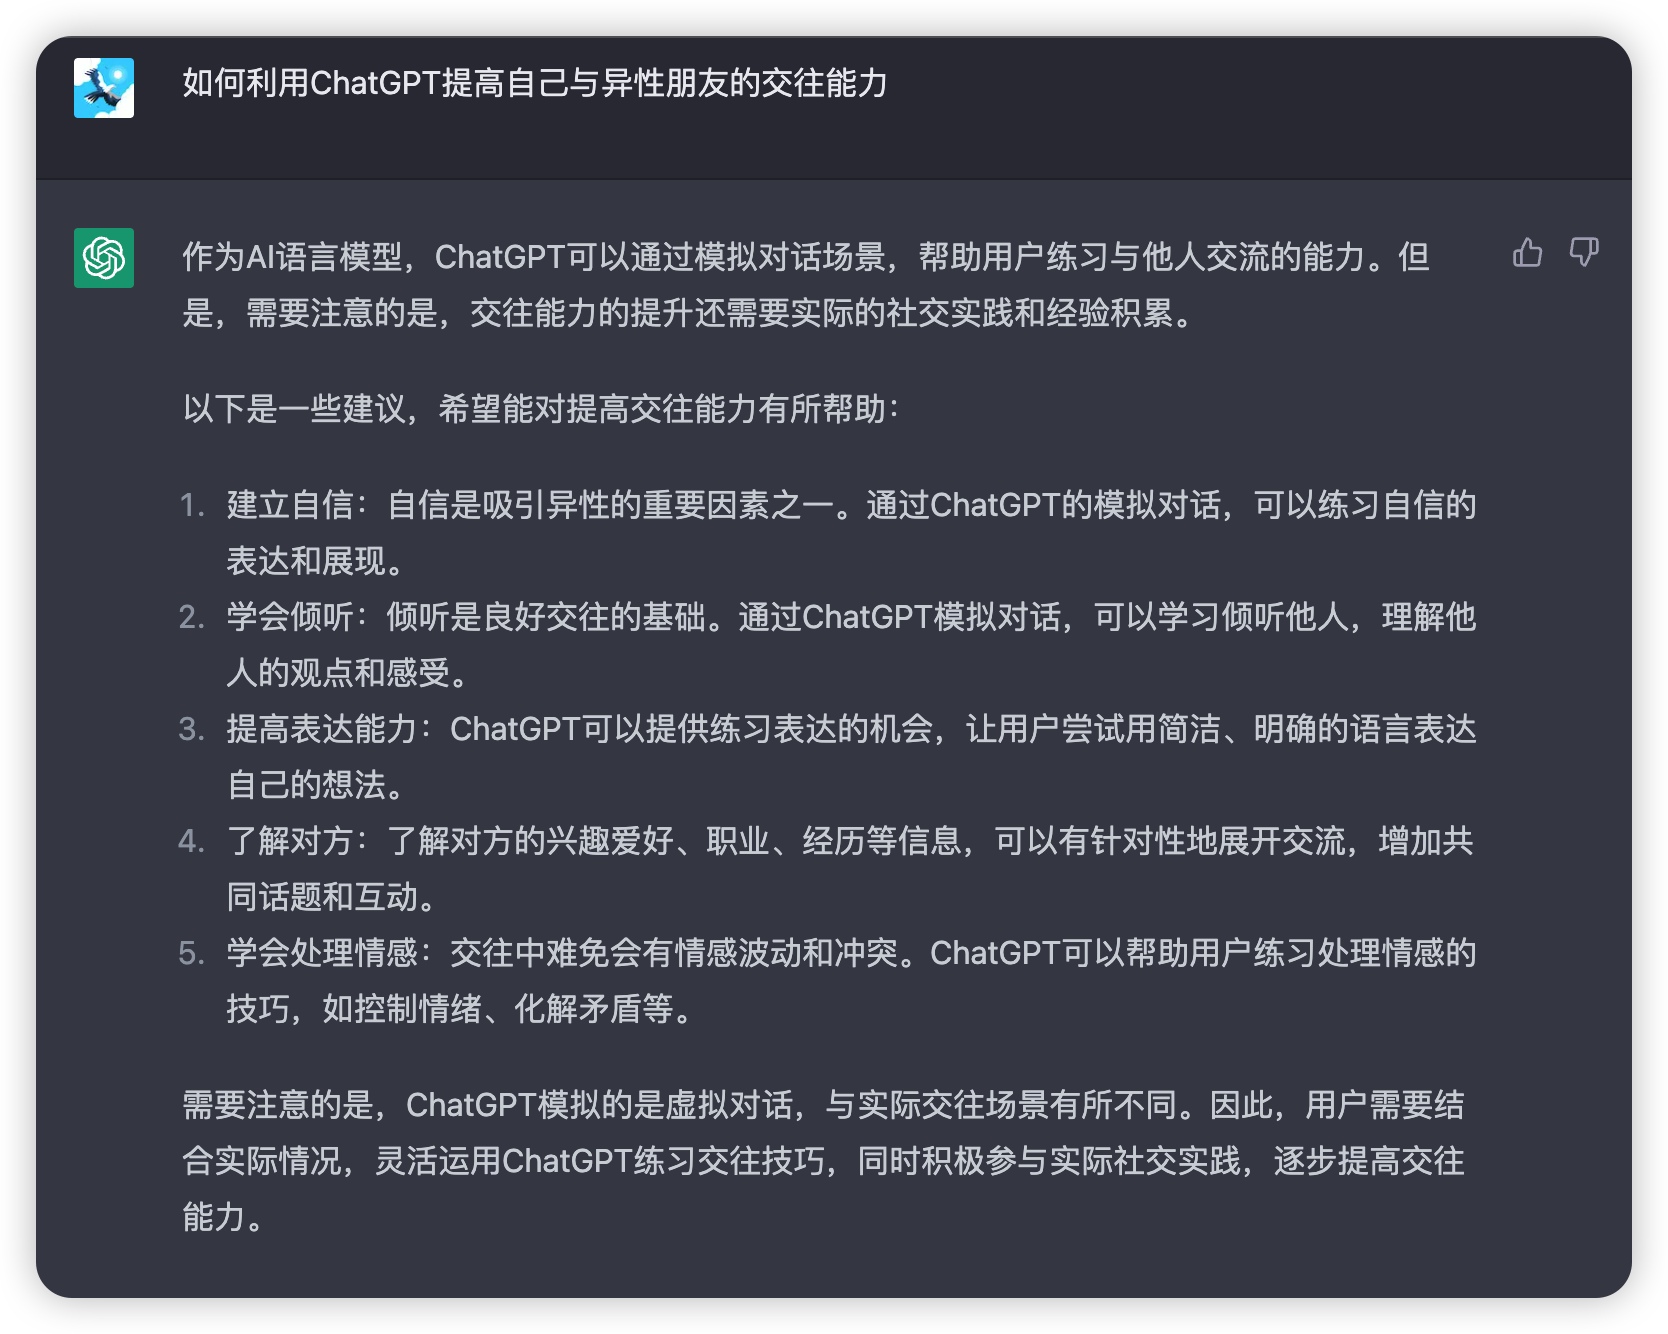 如何利用ChatGPT提高自己与异性朋友的交往能力
作为AI语言模型，ChatGPT可以通过模拟对话场景，帮助用户练习与他人交流的能力。但
是，需要注意的是，交往能力的提升还需要实际的社交实践和经验积累。
以下是一些建议，希望能对提高交往能力有所帮助：
1. 建立自信：自信是吸引异性的重要因素之一。通过ChatGPT的模拟对话，可以练习自信的
表达和展现。
2. 学会倾听：倾听是良好交往的基础。通过ChatGPT模拟对话，可以学习倾听他人，理解他
人的观点和感受。
3. 提高表达能力：ChatGPT可以提供练习表达的机会，让用户尝试用简洁、明确的语言表达
自己的想法。
4. 了解对方：了解对方的兴趣爱好、职业、经历等信息，可以有针对性地展开交流，增加共
同话题和互动。
5. 学会处理情感：交往中难免会有情感波动和冲突。ChatGPT可以帮助用户练习处理情感的
技巧，如控制情绪、化解矛盾等。
需要注意的是，ChatGPT模拟的是虚拟对话，与实际交往场景有所不同。因此，用户需要结
合实际情况，灵活运用ChatGPT练习交往技巧，同时积极参与实际社交实践，逐步提高交往
能力。